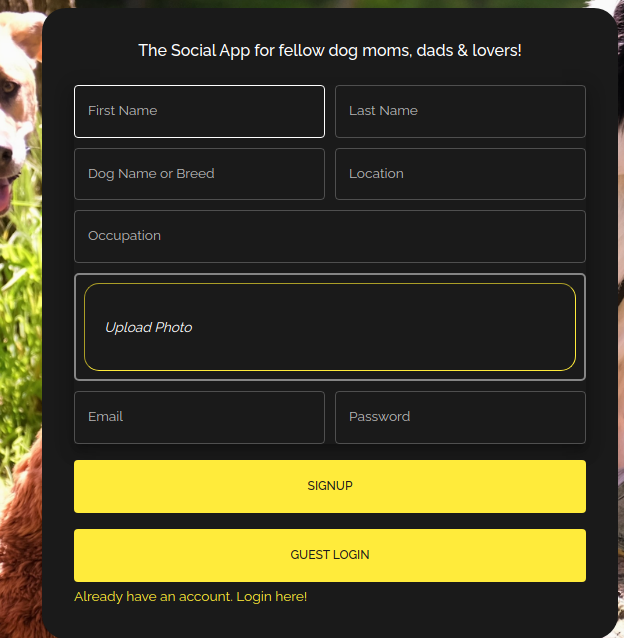 The Social App for fellow dog moms, dads & lovers!
First Name
Last Name
Dog Name or Breed
Location
Occupation
Upload Photo
Email
Password
SIGNUP
GUEST LOGIN
Already have an account. Login here!